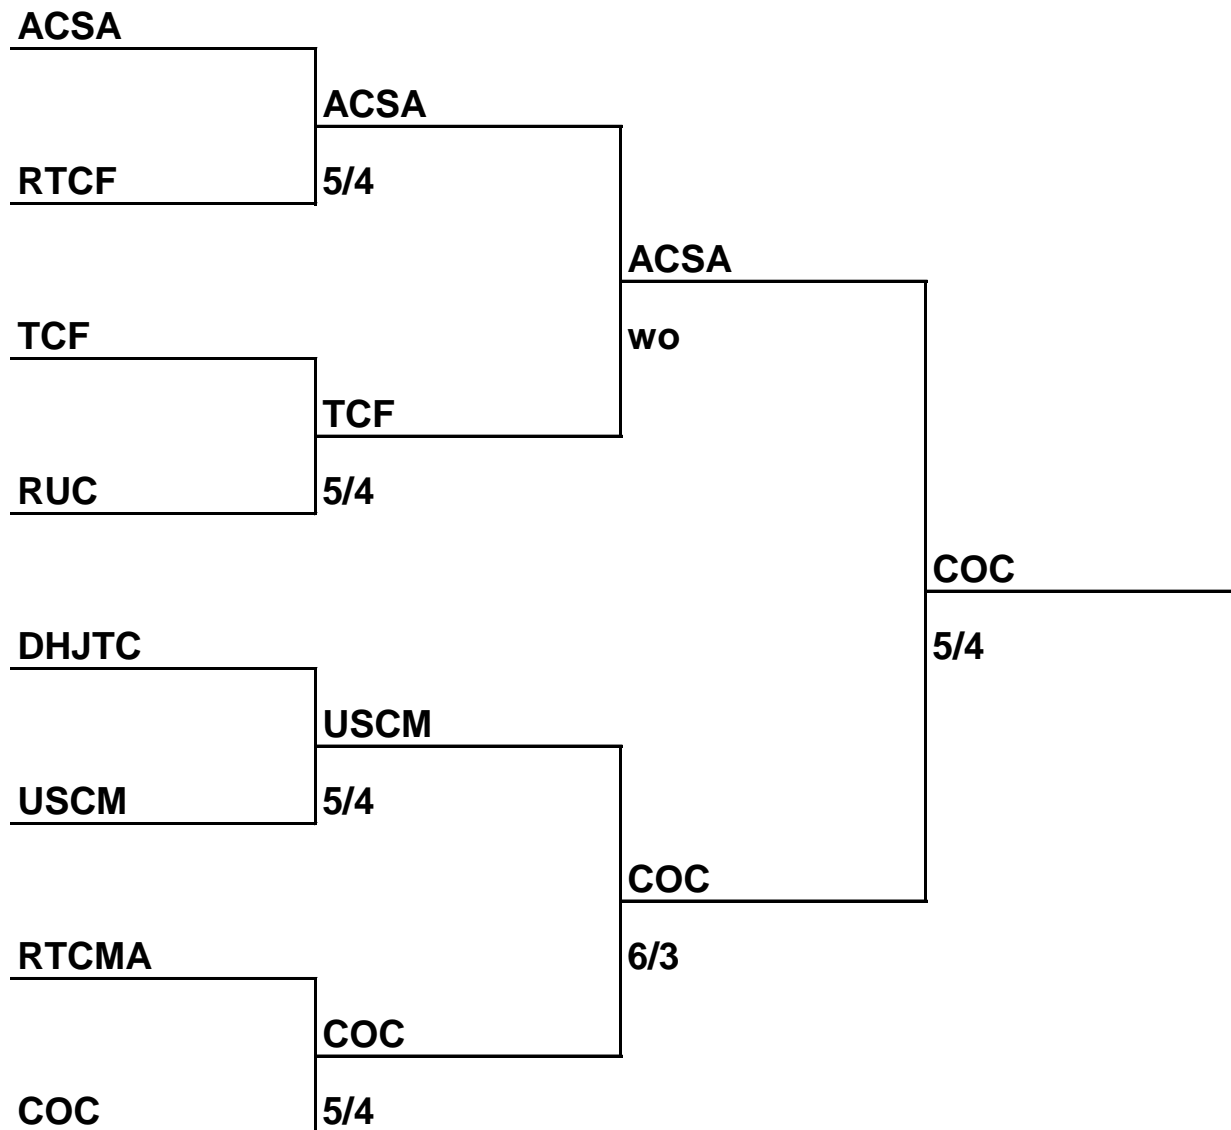 ACSA
ACSA
RTCF
5/4
ACSA
TCF
wo
TCF
RUC
5/4
COC
DHJTC
5/4
USCM
USCM
5/4
COC
RTCMA
6/3
COC
COC
5/4